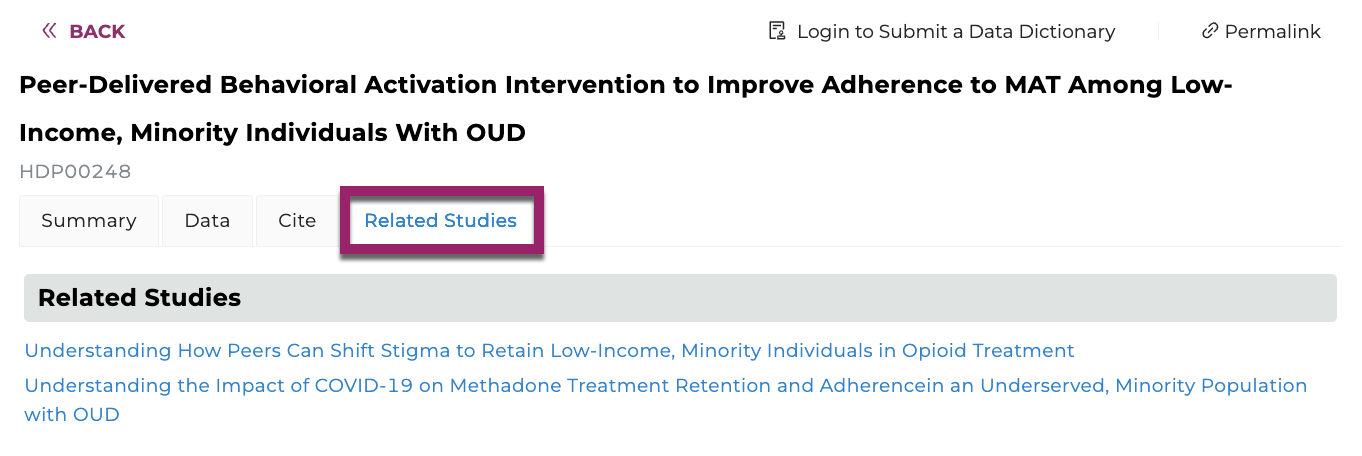 BACK
Login to Submit a Data Dictionary
Permalink
Peer-Delivered Behavioral Activation Intervention to Improve Adherence to MAT Among Low-
Income, Minority Individuals With OUD
HDP00248
Summary
Data
Cite
Related Studies
Related Studies
Understanding How Peers Can Shift Stigma to Retain Low-Income, Minority Individuals in Opioid Treatment
Understanding the Impact of COVID-19 on Methadone Treatment Retention and Adherencein an Underserved, Minority Population
with OUD